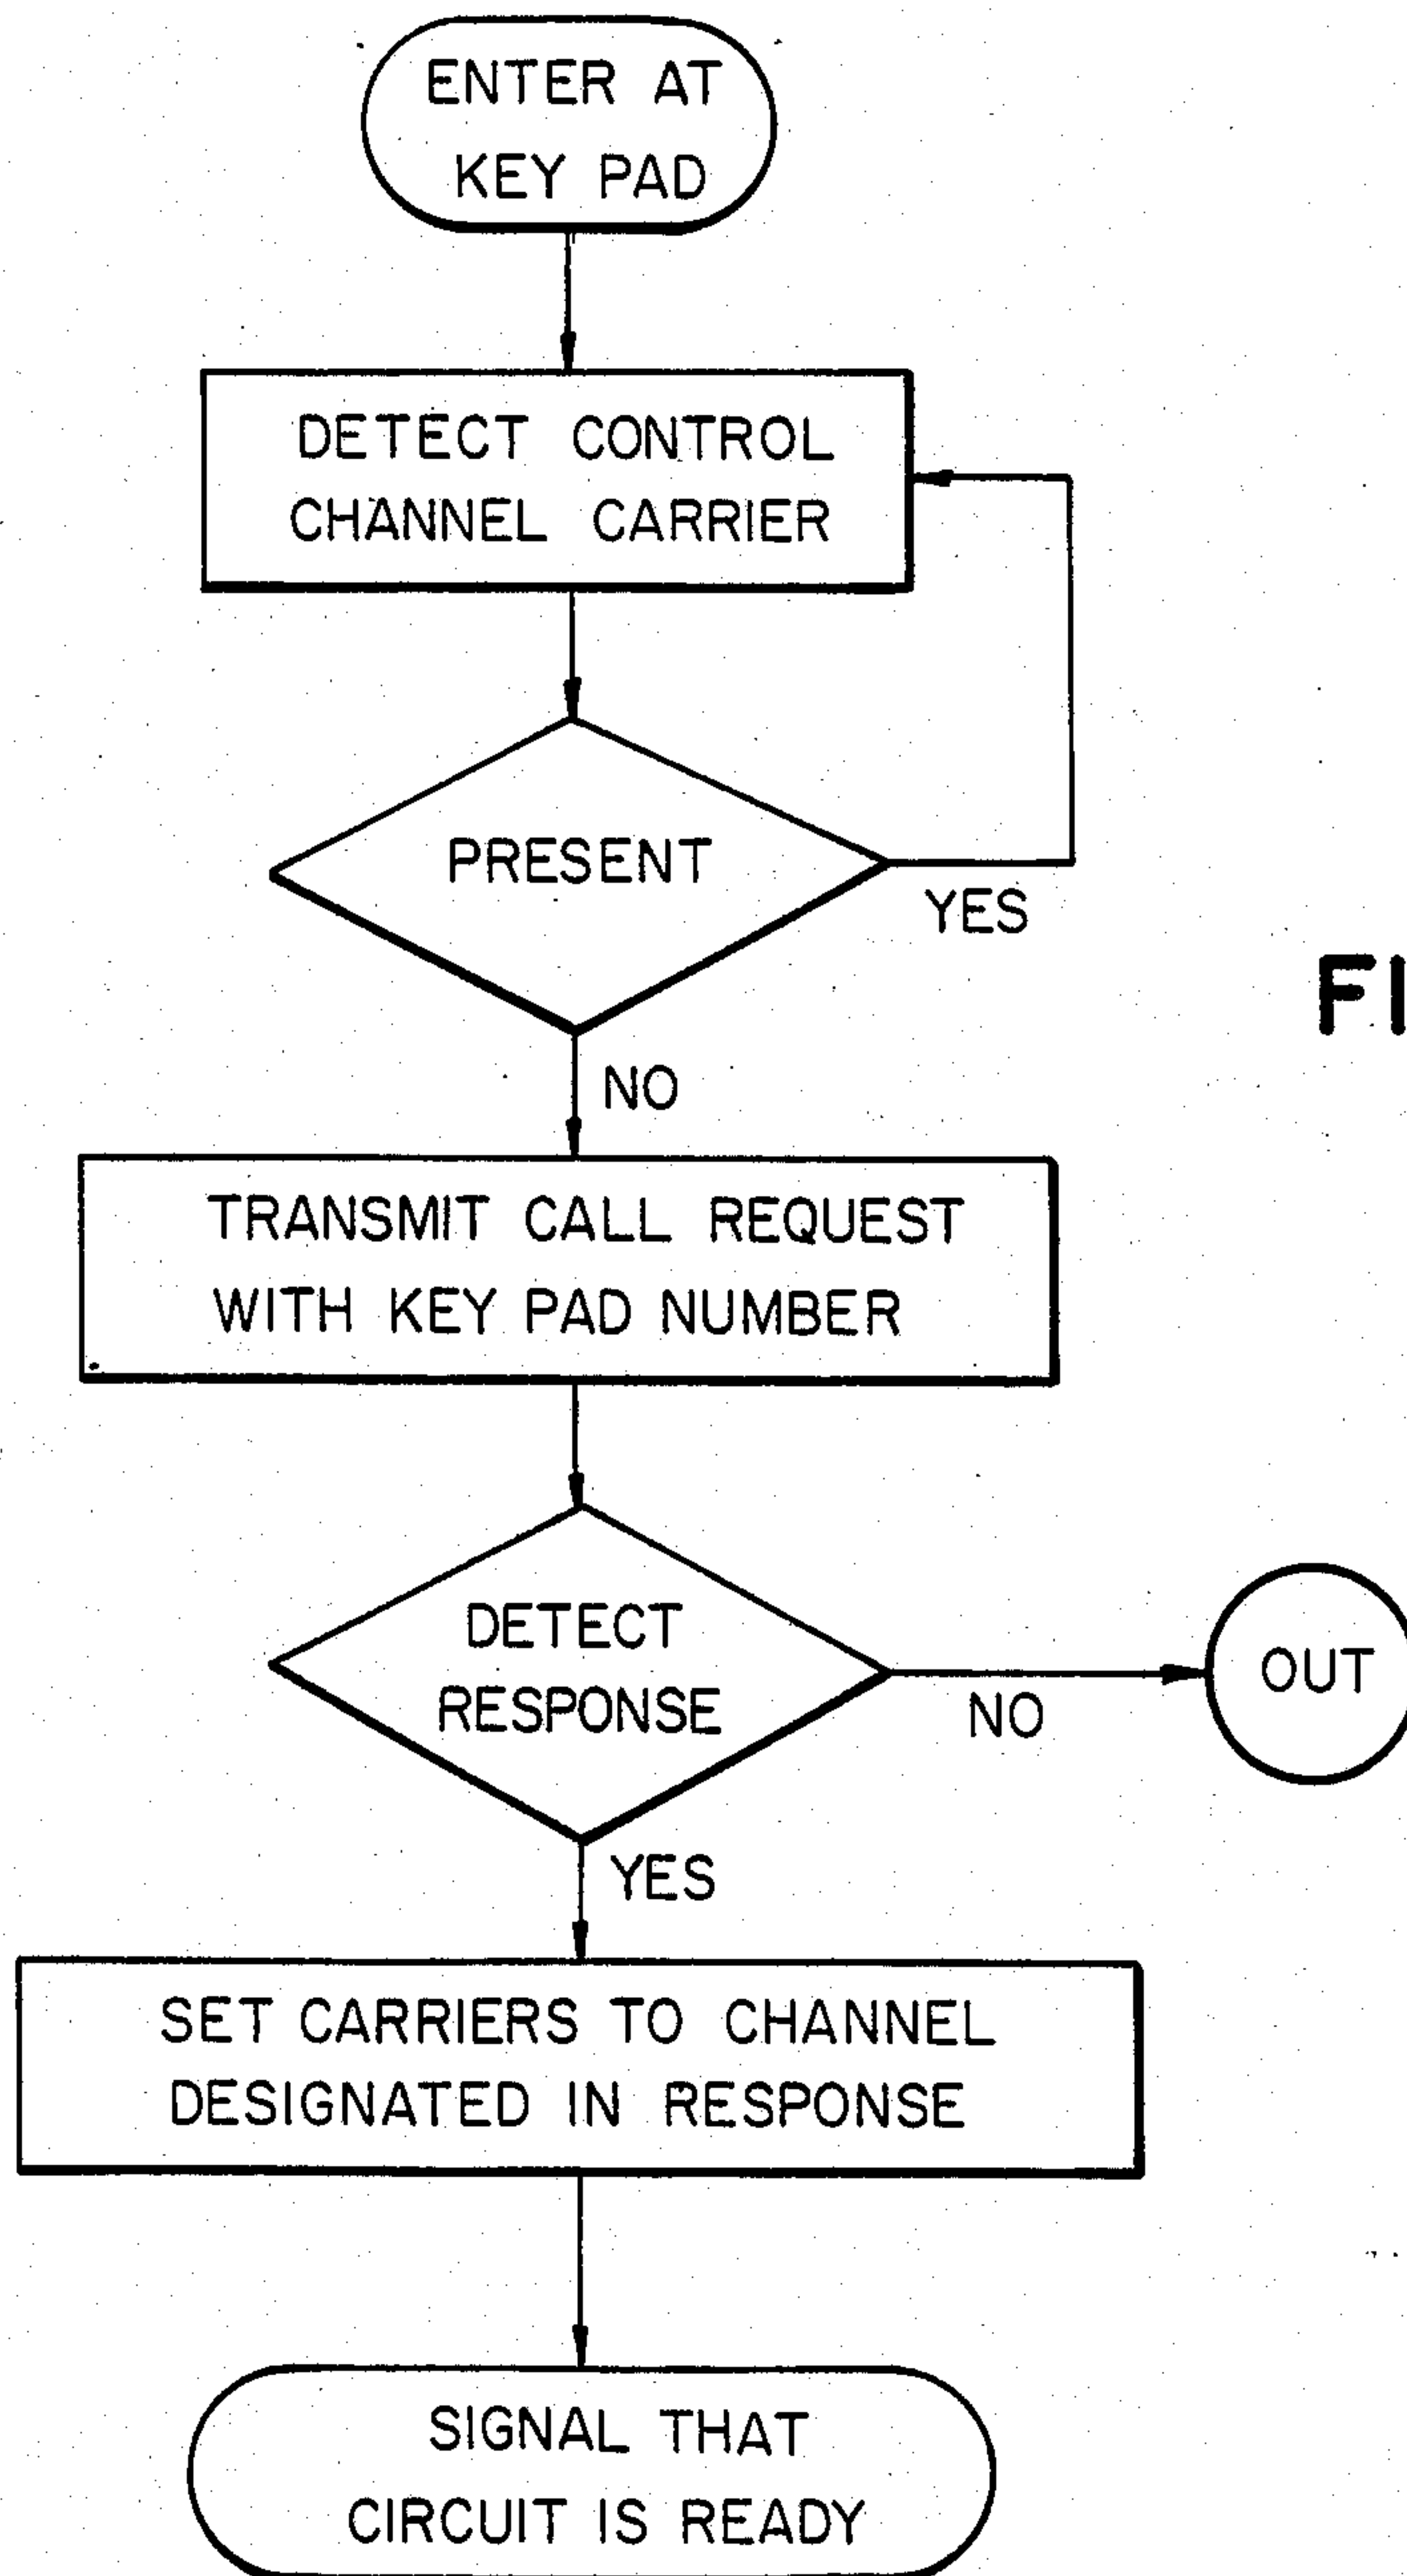 ENTER AT
KEY PAD
DETECT CONTROL
CHANNEL CARRIER
PRESENT
YES
NO
TRANSMIT CALL REQUEST
WITH KEY PAD NUMBER
DETECT
RESPONSE
NO
OUT
YES
SET CARRIERS TO CHANNEL
DESIGNATED IN RESPONSE
SIGNAL THAT
CIRCUIT IS READY